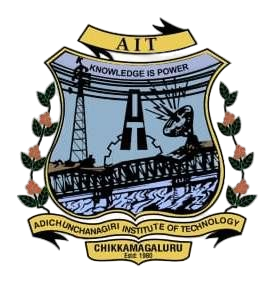 AIT
KNOWLEDGE IS POWER
ADICHUNCHANAGIRI INSTITUTE OF TECHNOLOGY
CHIKKAMAGALURU
Estd: 1980